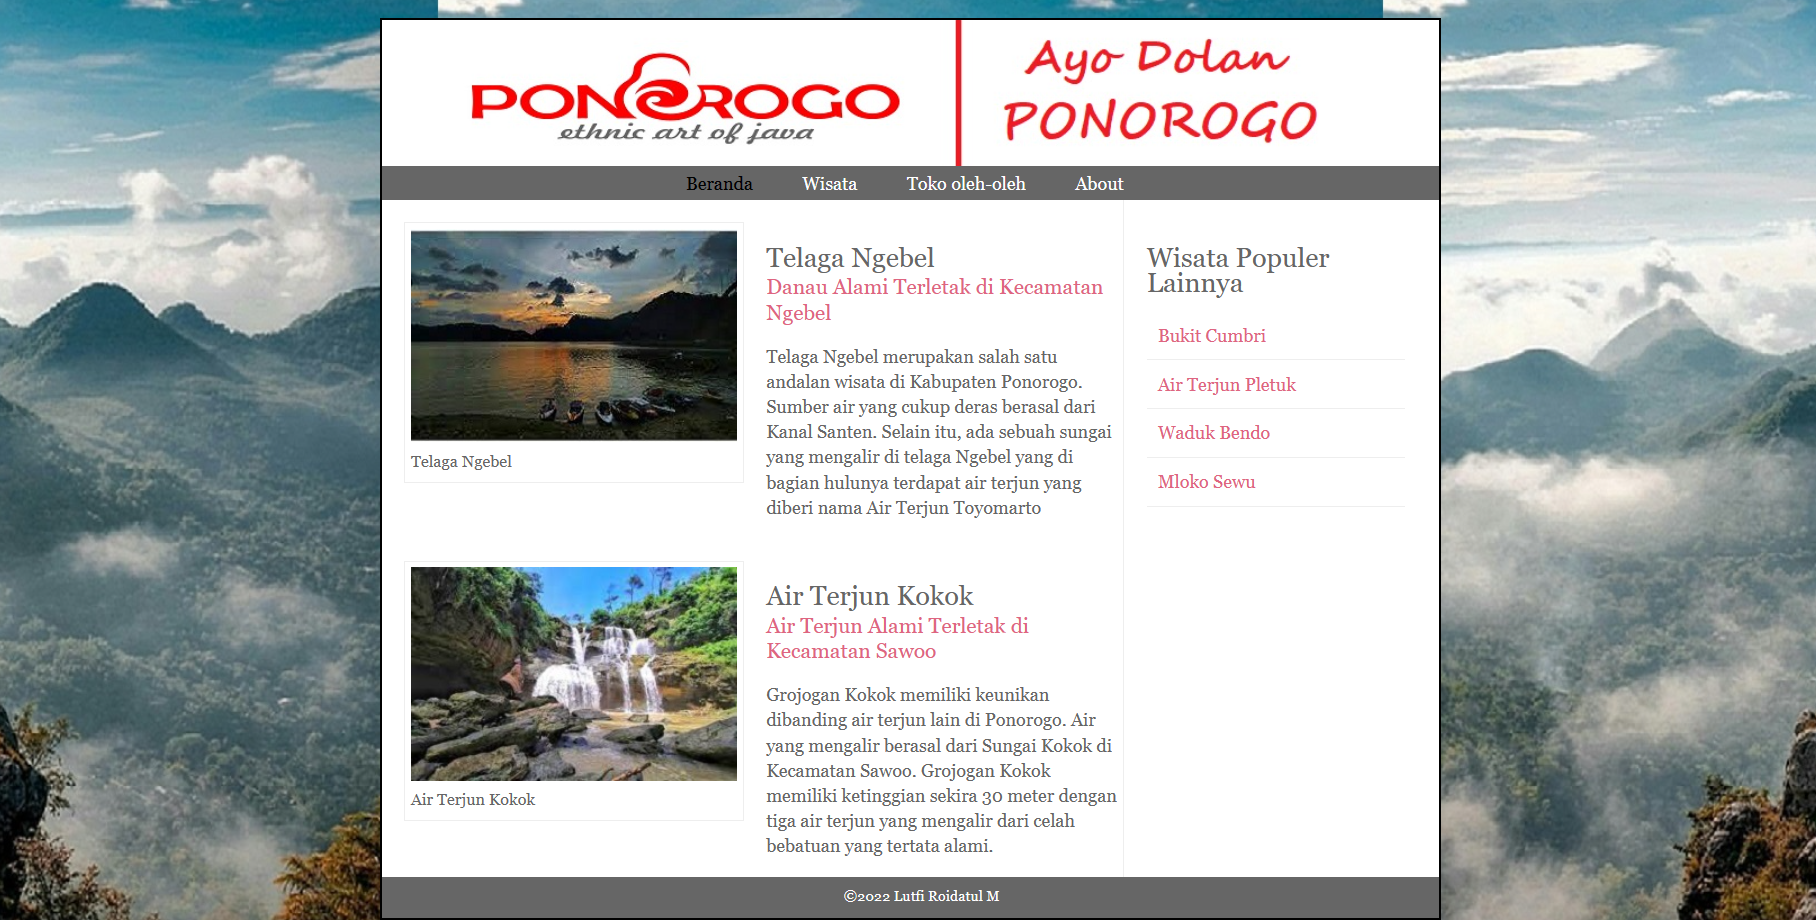 PONOROGO
ethnic art of java
Ayo Dolan
PONOROGO
Beranda
Wisata
Toko oleh-oleh
About
Telaga Ngebel
Telaga Ngebel
Danau Alami Terletak di Kecamatan
Ngebel
Telaga Ngebel merupakan salah satu
andalan wisata di Kabupaten Ponorogo.
Sumber air yang cukup deras berasal dari
Kanal Santen. Selain itu, ada sebuah sungai
yang mengalir di telaga Ngebel yang di
bagian hulunya terdapat air terjun yang
diberi nama Air Terjun Toyomarto
Air Terjun Kokok
Air Terjun Kokok
Air Terjun Alami Terletak di
Kecamatan Sawoo
Grojogan Kokok memiliki keunikan
dibanding air terjun lain di Ponorogo. Air
yang mengalir berasal dari Sungai Kokok di
Kecamatan Sawoo. Grojogan Kokok
memiliki ketinggian sekira 30 meter dengan
tiga air terjun yang mengalir dari celah
bebatuan yang tertata alami.
Wisata Populer
Lainnya
Bukit Cumbri
Air Terjun Pletuk
Waduk Bendo
Mloko Sewu
©2022 Lutfi Roidatul M